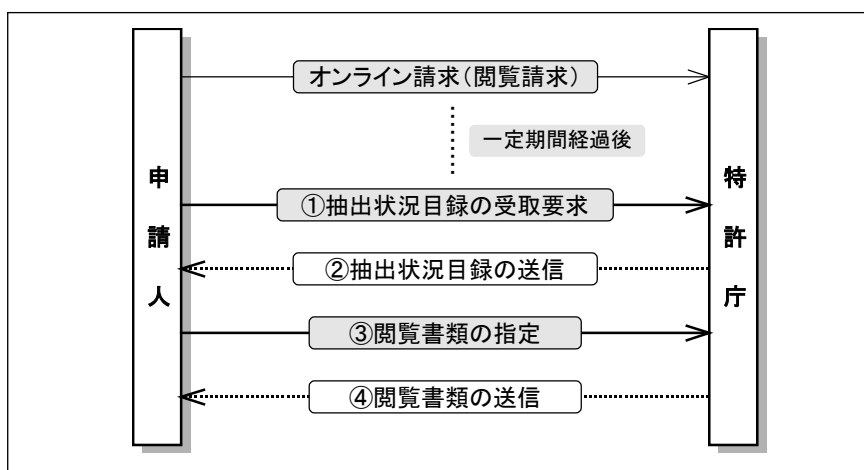 オンライン請求（閲覧請求）
一定期間経過後
申請人
特許庁
①抽出状況目録の受取要求
②抽出状況目録の送信
③閲覧書類の指定
④閲覧書類の送信